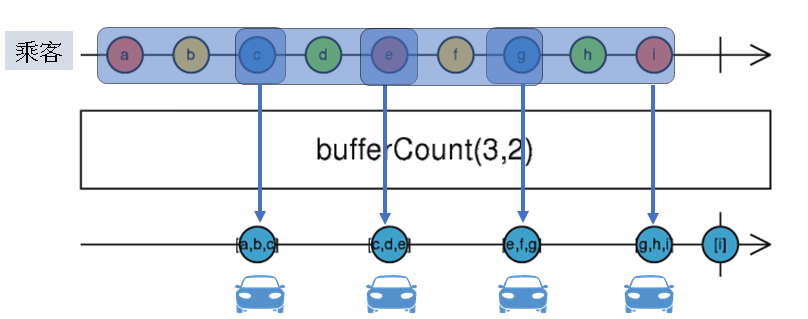 乘客 a b c d e f g h i
bufferCount(3,2)
[a,b,c] [c,d,e] [e,f,g] [g,h,i] [i]